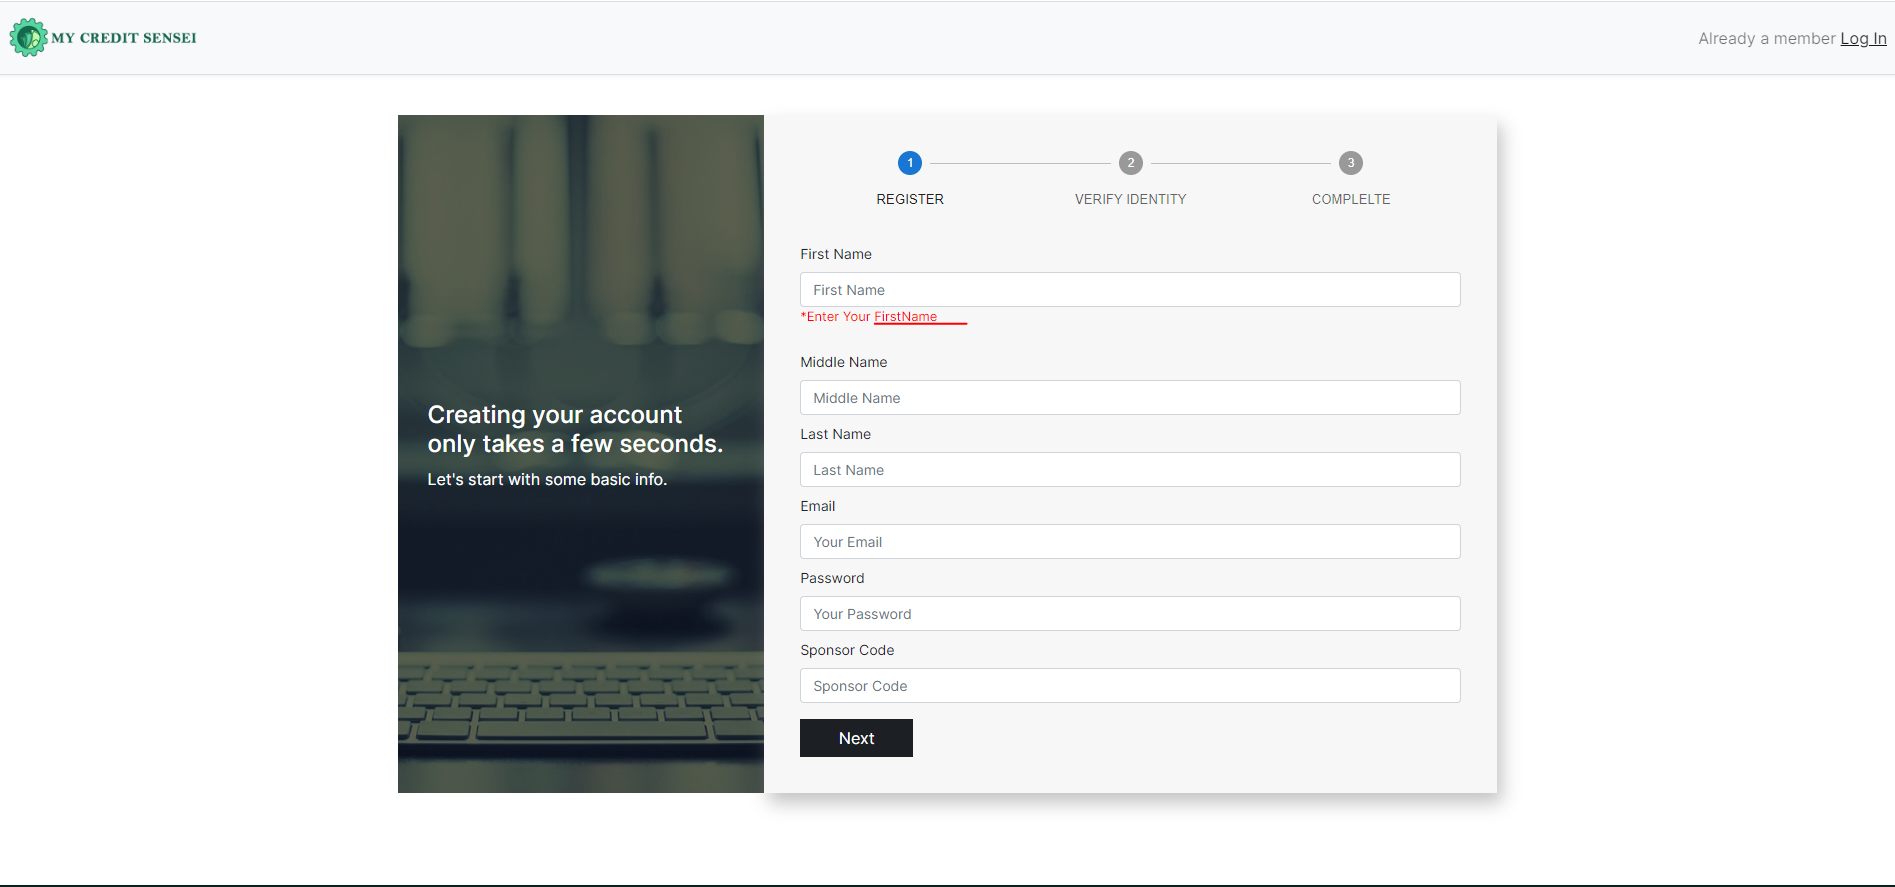 MY CREDIT SENSEI
Already a member Log In
1
2
3
REGISTER
VERIFY IDENTITY
COMPLELTE
Creating your account
only takes a few seconds.
Let's start with some basic info.
First Name
First Name
*Enter Your FirstName
Middle Name
Middle Name
Last Name
Last Name
Email
Your Email
Password
Your Password
Sponsor Code
Sponsor Code
Next